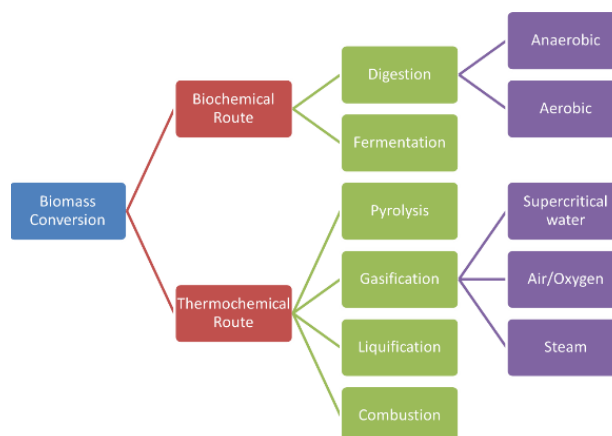 Anaerobic
Biochemical
Route
Digestion
Aerobic
Fermentation
Biomass
Conversion
Pyrolysis
Supercritical
water
Thermochemical
Route
Gasification
Air/Oxygen
Liquification
Steam
Combustion